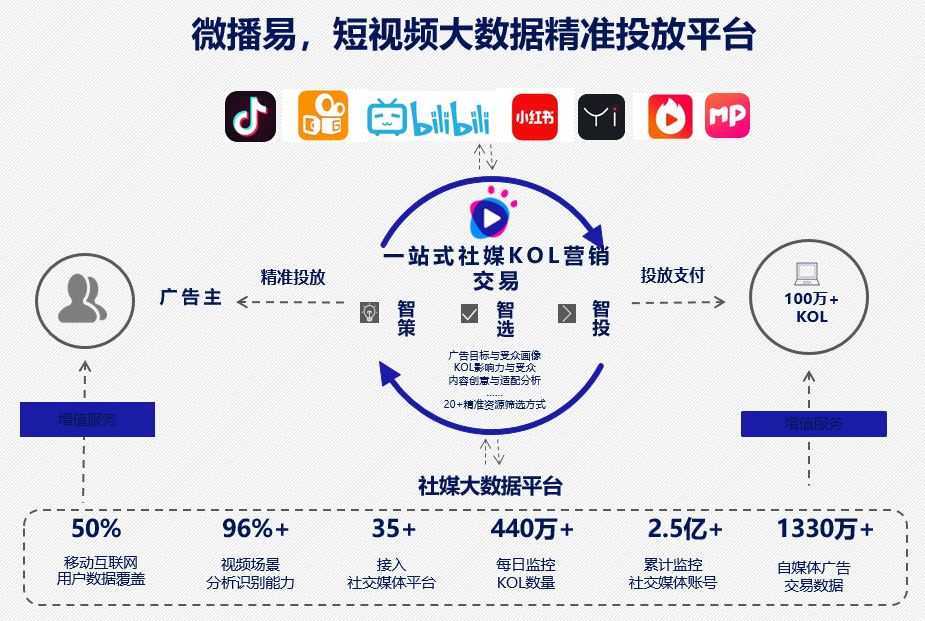 微播易，短视频大数据精准投放平台
bilibili
小红书
Yi
MP
一站式社媒KOL营销
交易
精准投放
广告主
投放支付
100万+
KOL
智策
智选
智投
广告目标与受众画像
KOL影响力与受众
内容创意与适配分析
......
20+精准资源筛选方式
增值服务
增值服务
社媒大数据平台
50%
96%+
35+
440万+
2.5亿+
1330万+
移动互联网
用户数据覆盖
视频场景
分析识别能力
接入
社交媒体平台
每日监控
KOL数量
累计监控
社交媒体账号
自媒体广告
交易数据